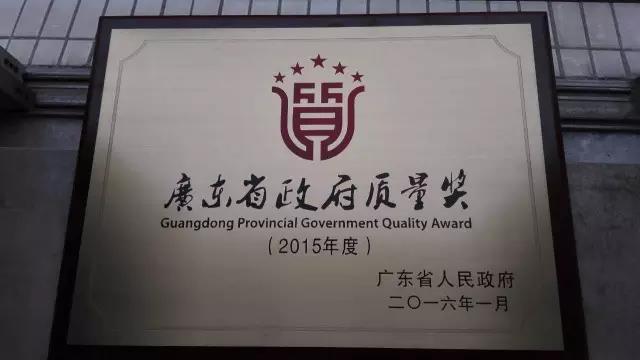 質
廣东省政府质量奖
Guangdong Provincial Government Quality Award
(2015年度)
广东省人民政府
二〇一六年一月